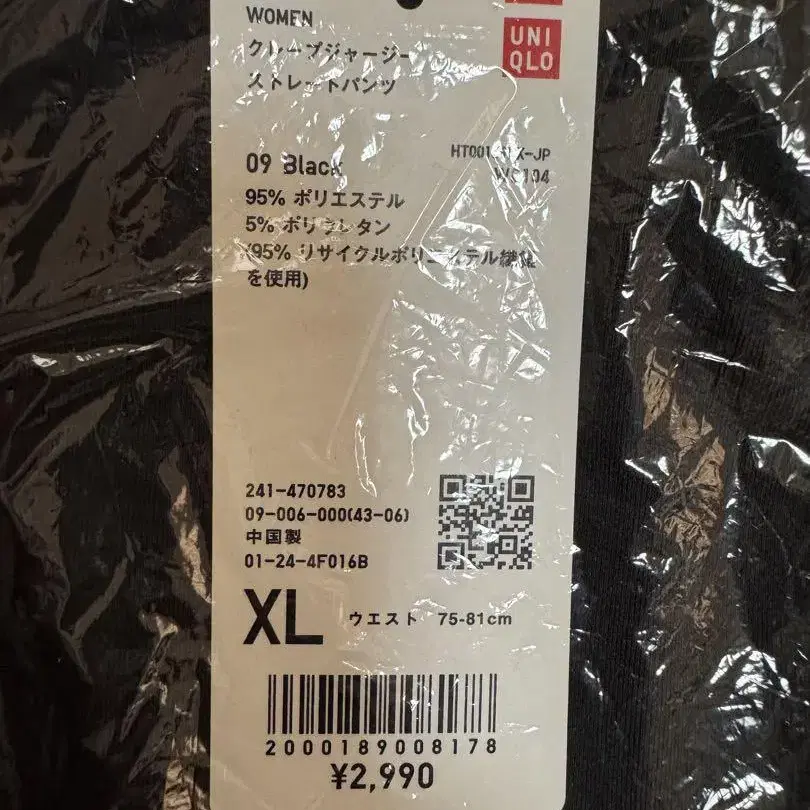 WOMEN
クレープジャージー
ストレートパンツ
UNI
QLO
09 Black
95% ポリエステル
5% ポリウレタン
(95% リサイクルポリエステル繊維
を使用)
241-470783
09-006-000(43-06)
中国製
01-24-4F016B
XL ウエスト 75-81cm
2000189008178
¥2,990